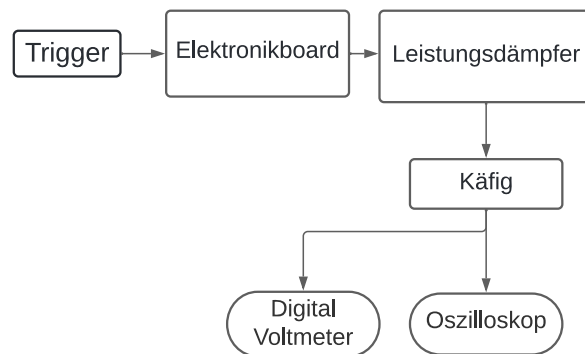 Trigger
Elektronikboard
Leistungsdämpfer
Käfig
Digital
Voltmeter
Oszilloskop